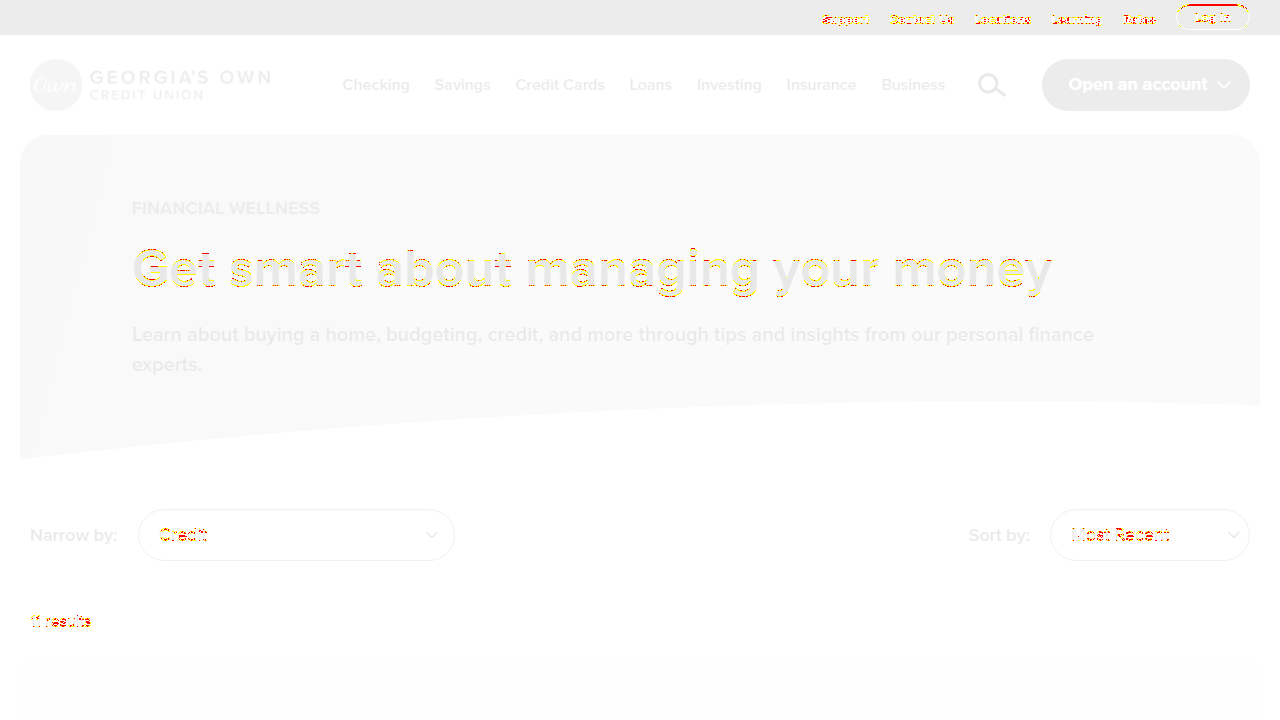 Support Contact Us Locations Learning News Log In
Own GEORGIA'S OWN
CREDIT UNION
Checking Savings Credit Cards Loans Investing Insurance Business Open an account
FINANCIAL WELLNESS
Get smart about managing your money
Learn about buying a home, budgeting, credit, and more through tips and insights from our personal finance
experts.
Narrow by: Credit Sort by: Most Recent
11 results